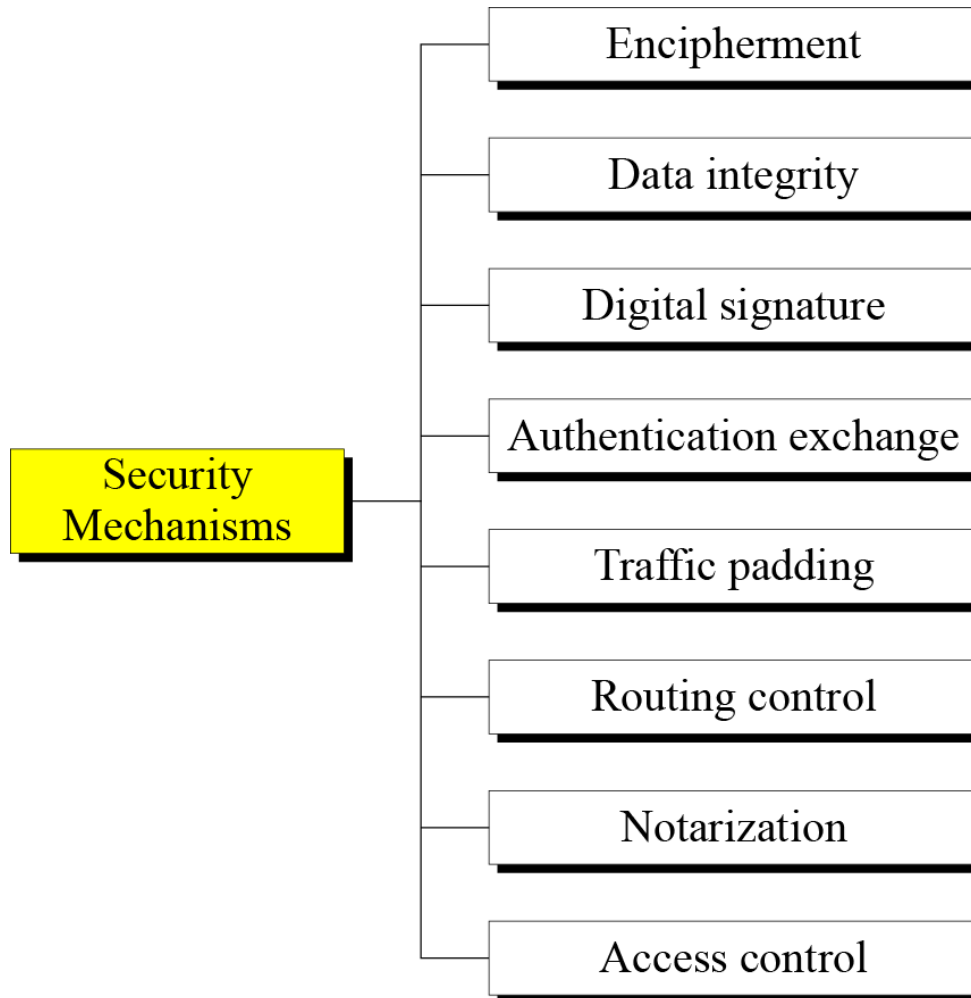 Encipherment
Data integrity
Digital signature
Authentication exchange
Security
Mechanisms
Traffic padding
Routing control
Notarization
Access control